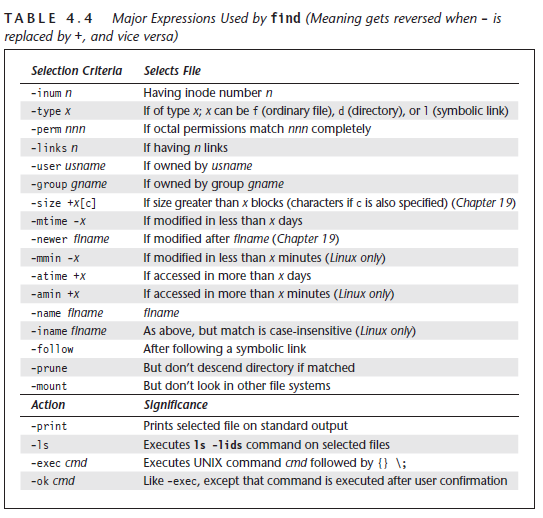 TABLE 4.4 Major Expressions Used by find (Meaning gets reversed when - is
replaced by +, and vice versa)
Selection Criteria Selects File
-inum n Having inode number n
-type x If of type x; x can be f (ordinary file), d (directory), or l (symbolic link)
-perm nnn If octal permissions match nnn completely
-links n If having n links
-user usname If owned by usname
-group gname If owned by group gname
-size +x[c] If size greater than x blocks (characters if c is also specified) (Chapter 19)
-mtime -x If modified in less than x days
-newer flname If modified after flname (Chapter 19)
-mmin -x If modified in less than x minutes (Linux only)
-atime +x If accessed in more than x days
-amin +x If accessed in more than x minutes (Linux only)
-name flname flname
-iname flname As above, but match is case-insensitive (Linux only)
-follow After following a symbolic link
-prune But don't descend directory if matched
-mount But don't look in other file systems
Action Significance
-print Prints selected file on standard output
-ls Executes ls -lids command on selected files
-exec cmd Executes UNIX command cmd followed by {} \;
-ok cmd Like -exec, except that command is executed after user confirmation